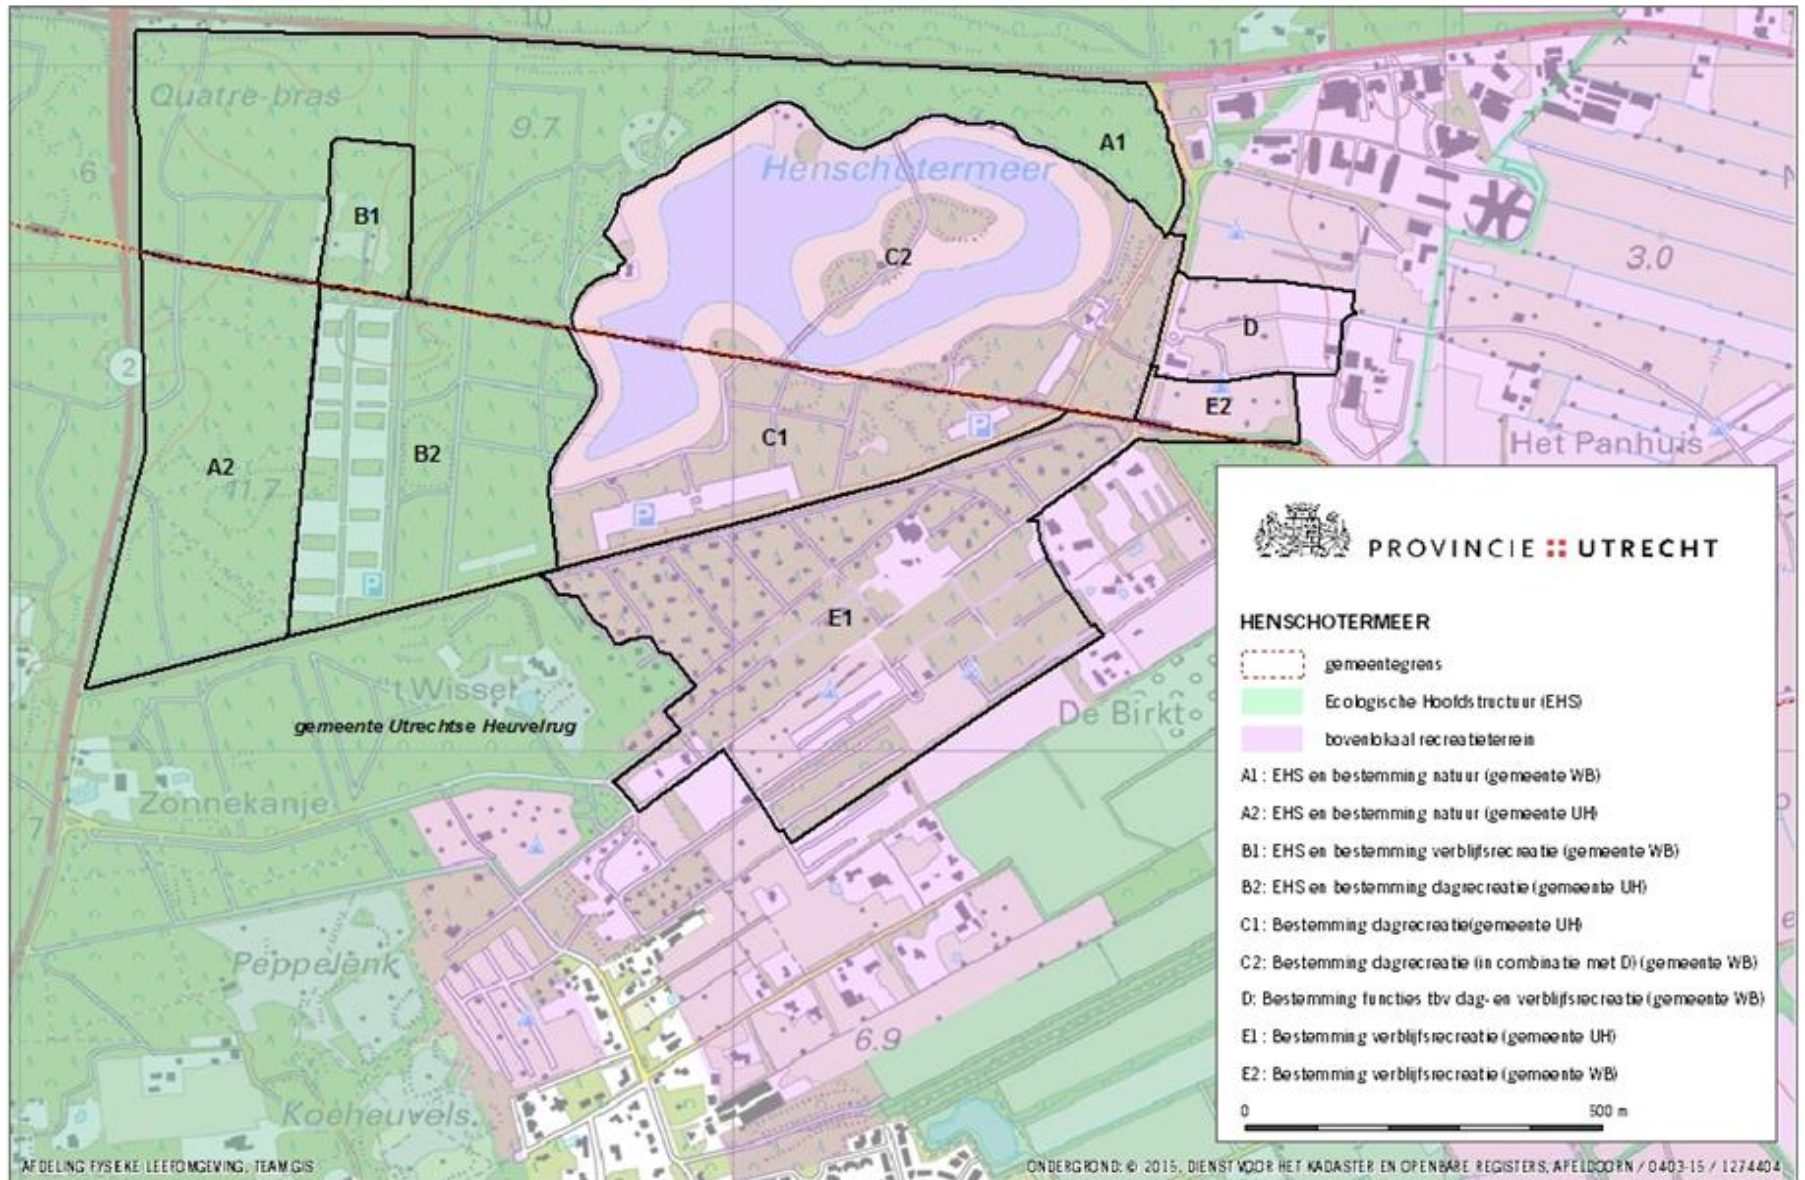 10
11
Quatre-bras
9.7
A1
6
Henschotermeer
B1
C2
3.0
D
2
E2
C1
Het Panhuis
B2
A2
11.7
P
P
P
E1
't Wissel
De Birkt
gemeente Utrechtse Heuvelrug
Zonnekanje
7
Peppelenk
6.9
Koeheuvels
PROVINCIE UTRECHT
HENSCHOTERMEER
gemeentegrens
Ecologische Hoofdstructuur (EHS)
bovenlokaal recreatieterrein
A1: EHS en bestemming natuur (gemeente WB)
A2: EHS en bestemming natuur (gemeente UH)
B1: EHS en bestemming verblijfsrecreatie (gemeente WB)
B2: EHS en bestemming dagrecreatie (gemeente UH)
C1: Bestemming dagrecreatie(gemeente UH)
C2: Bestemming dagrecreatie (in combinatie met D) (gemeente WB)
D: Bestemming functies tbv dag- en verblijfsrecreatie (gemeente WB)
E1: Bestemming verblijfsrecreatie (gemeente UH)
E2: Bestemming verblijfsrecreatie (gemeente WB)
0 500 m
AFDELING FYSIEKE LEEFOMGEVING, TEAM GIS
ONDERGROND: © 2015, DIENST VOOR HET KADASTER EN OPENBARE REGISTERS, APELDOORN / 0403-15 / 1274404